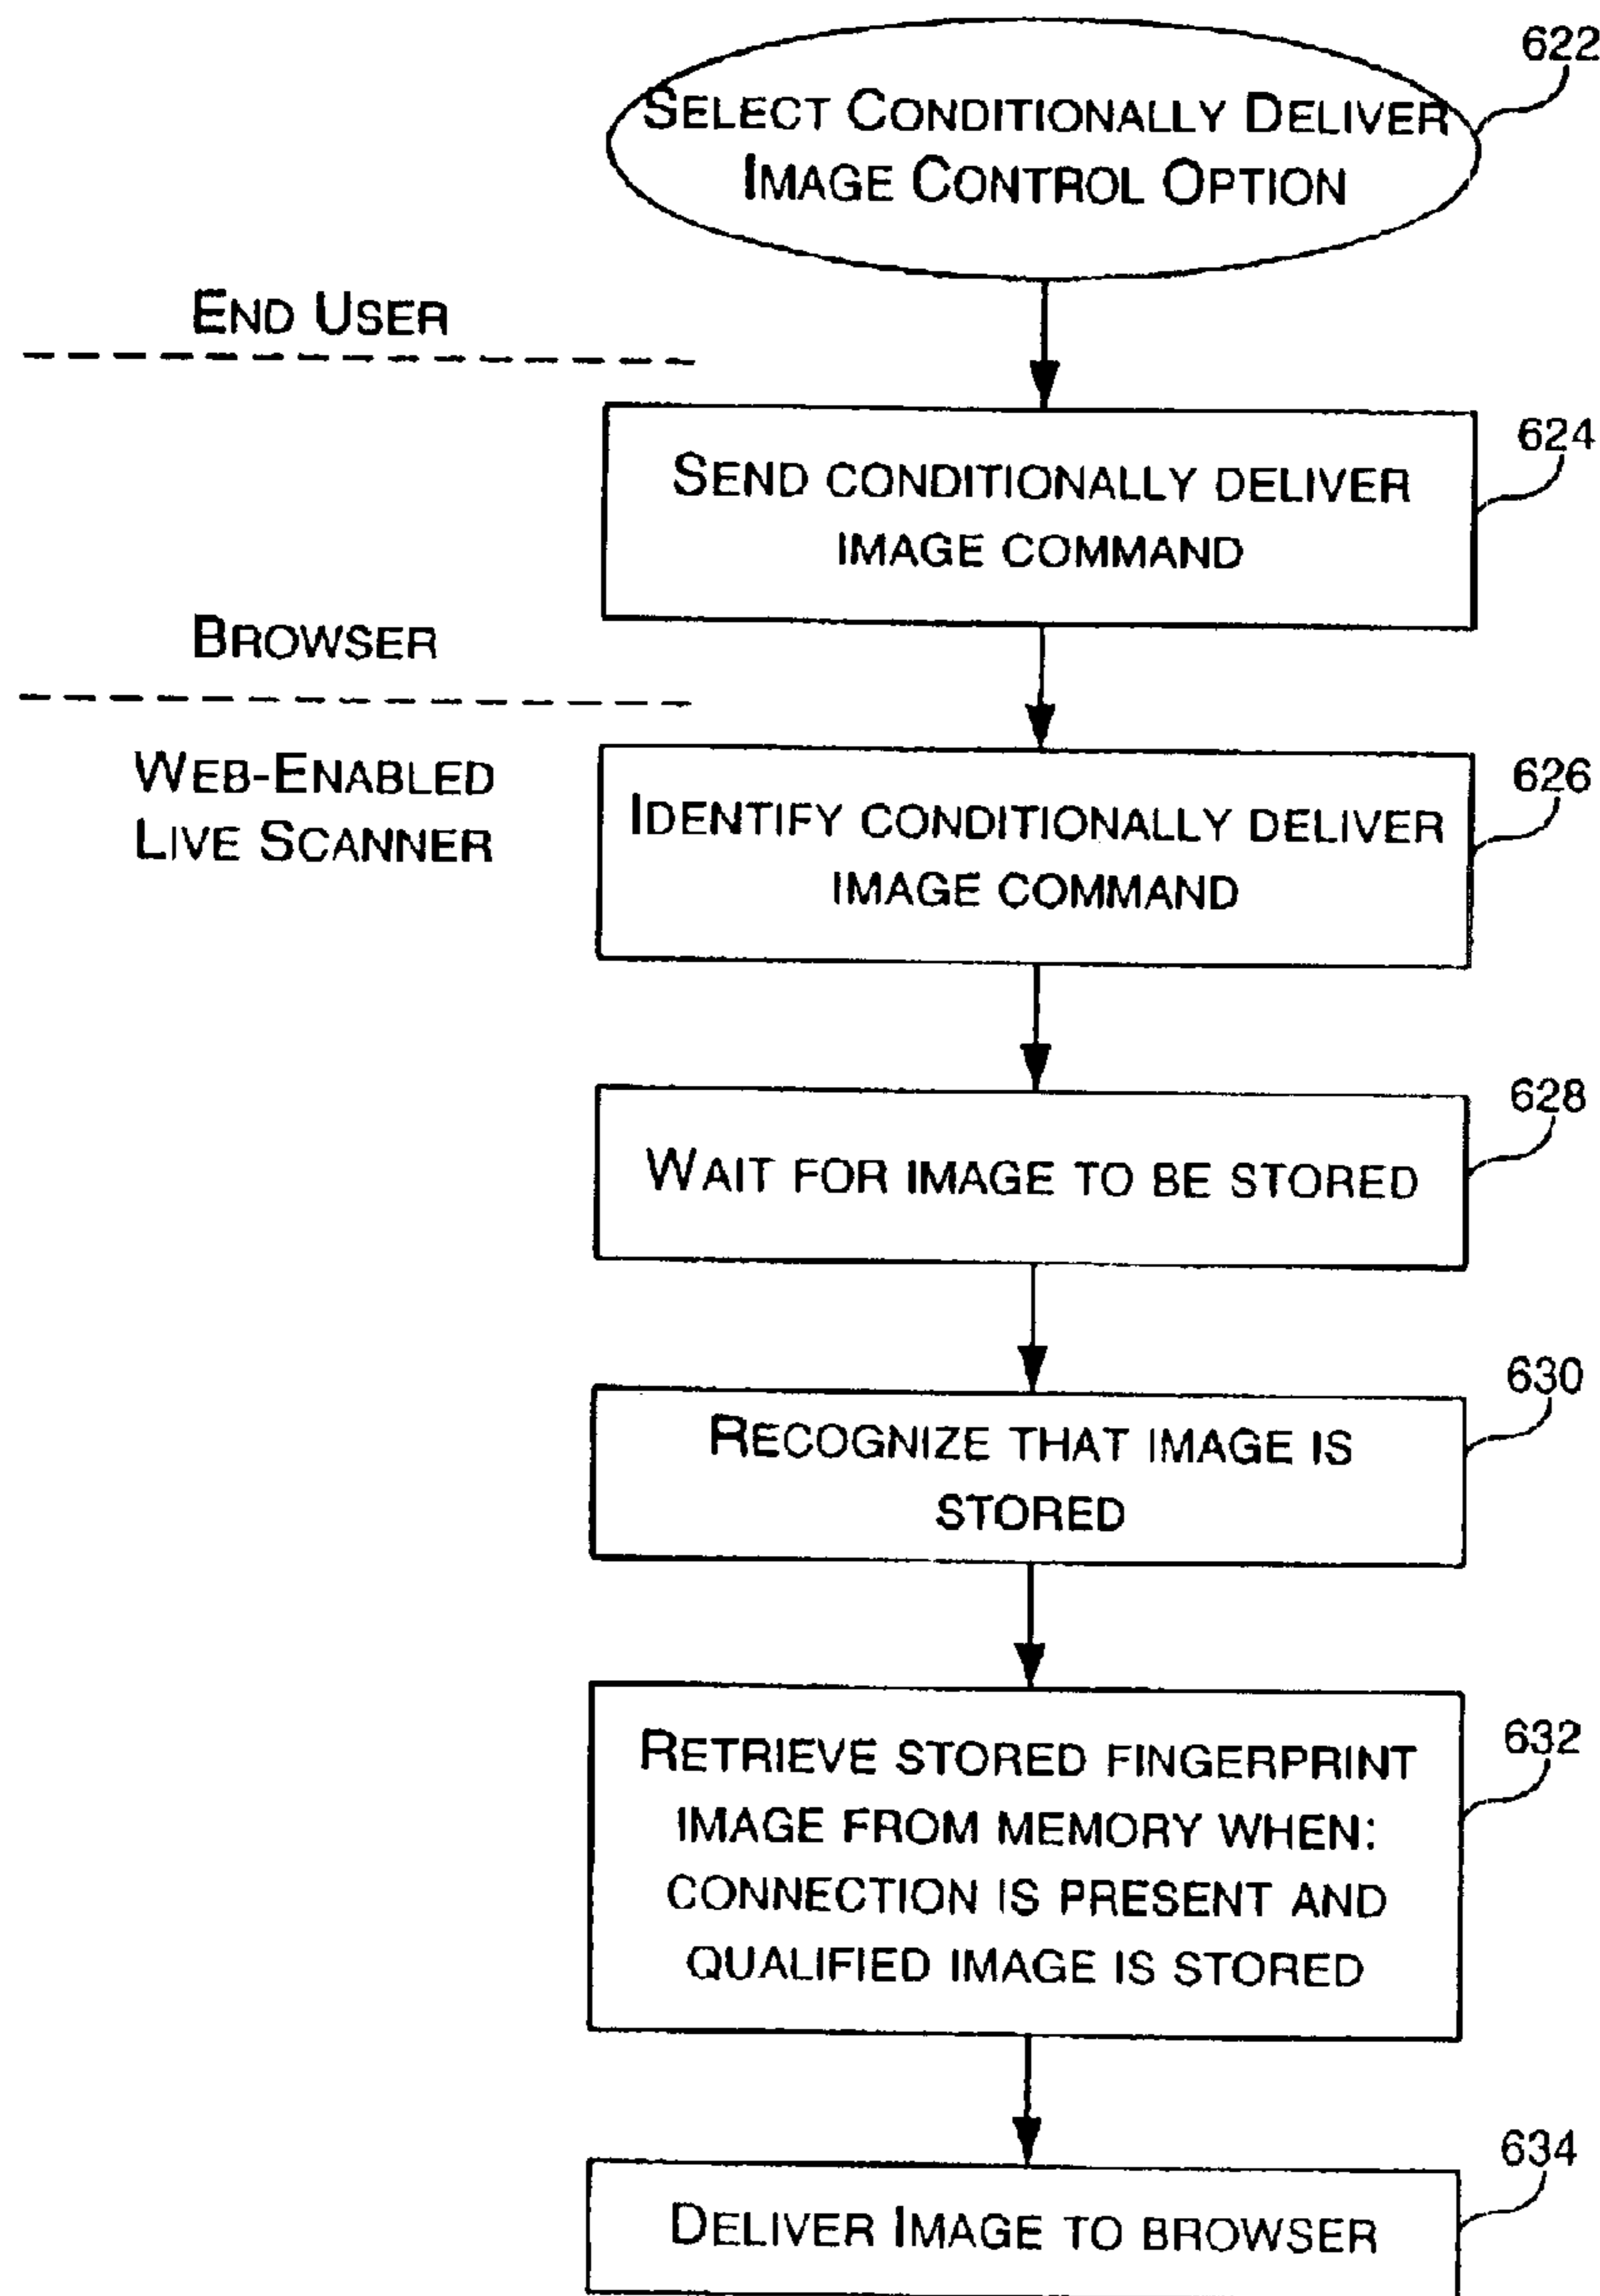 622
SELECT CONDITIONALLY DELIVER
IMAGE CONTROL OPTION
END USER
624
SEND CONDITIONALLY DELIVER
IMAGE COMMAND
BROWSER
WEB-ENABLED
LIVE SCANNER
626
IDENTIFY CONDITIONALLY DELIVER
IMAGE COMMAND
628
WAIT FOR IMAGE TO BE STORED
630
RECOGNIZE THAT IMAGE IS
STORED
632
RETRIEVE STORED FINGERPRINT
IMAGE FROM MEMORY WHEN:
CONNECTION IS PRESENT AND
QUALIFIED IMAGE IS STORED
634
DELIVER IMAGE TO BROWSER